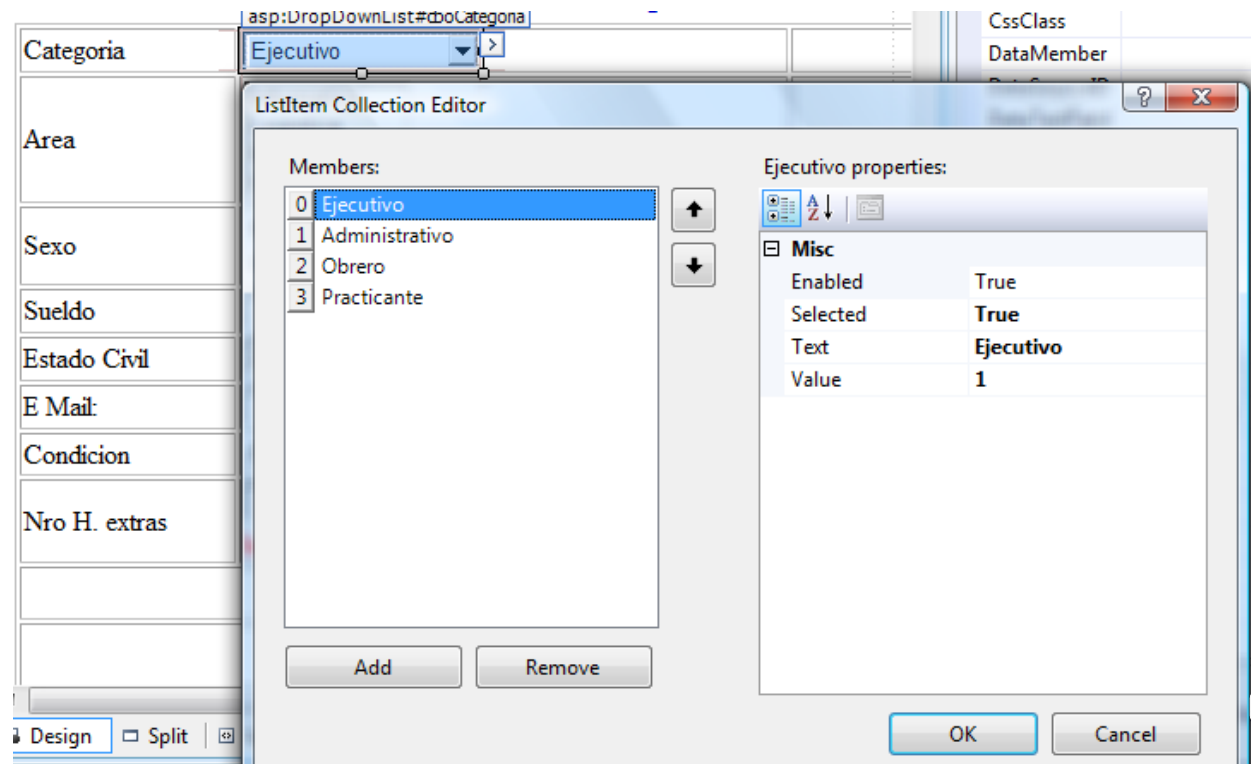 asp:DropDownList#cboCategoria
CssClass
Categoria
Ejecutivo
DataMember
ListItem Collection Editor
Area
Members:
Ejecutivo properties:
0 Ejecutivo
1 Administrativo
2 Obrero
3 Practicante
Misc
Enabled True
Selected True
Text Ejecutivo
Value 1
Sexo
Sueldo
Estado Civil
E Mail:
Condicion
Nro H. extras
Add
Remove
Design
Split
OK
Cancel